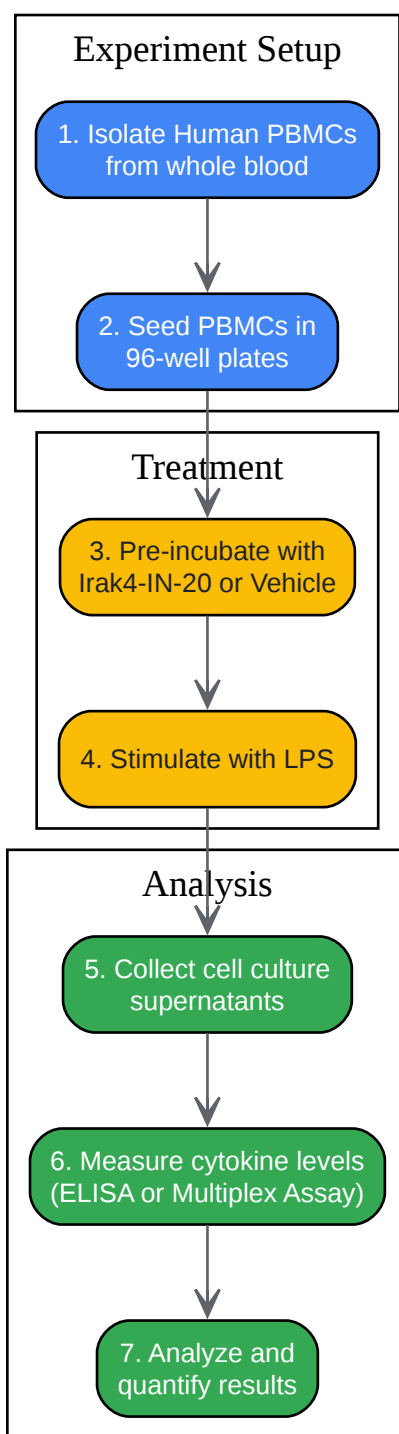 Experiment Setup
1. Isolate Human PBMCs
from whole blood
2. Seed PBMCs in
96-well plates
Treatment
3. Pre-incubate with
Irak4-IN-20 or Vehicle
4. Stimulate with LPS
Analysis
5. Collect cell culture
supernatants
6. Measure cytokine levels
(ELISA or Multiplex Assay)
7. Analyze and
quantify results